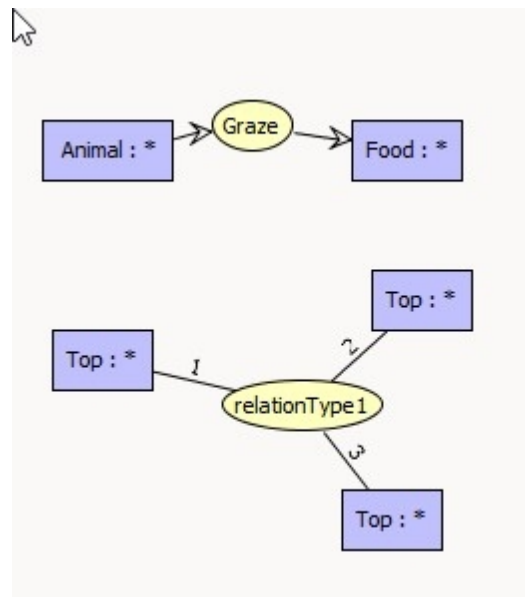 Graze
Animal : *
Food : *
Top : *
2
Top : *
1
relationType1
3
Top : *